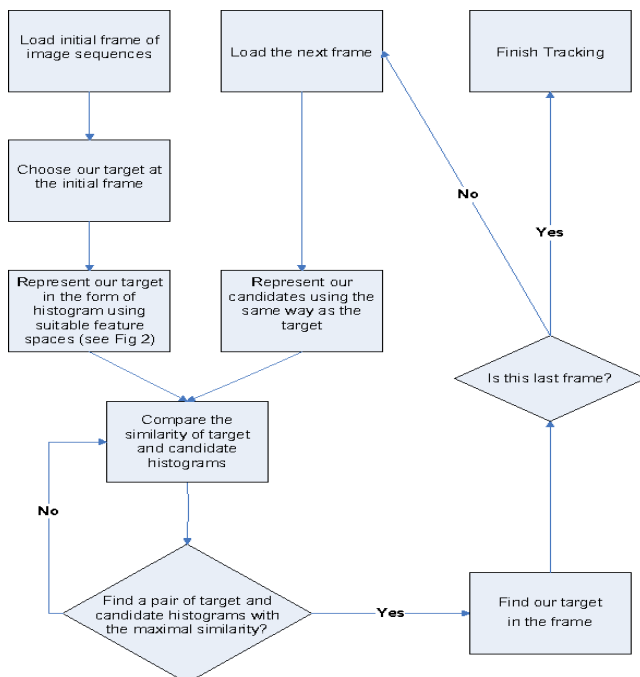 Load initial frame of
image sequences
Load the next frame
Finish Tracking
Choose our target at
the initial frame
No
Yes
Represent our target
in the form of
histogram using
suitable feature
spaces (see Fig 2)
Represent our
candidates using the
same way as the
target
Is this last frame?
Compare the
similarity of target
and candidate
histograms
No
Find a pair of target and
candidate histograms with
the maximal similarity?
Yes
Find our target
in the frame